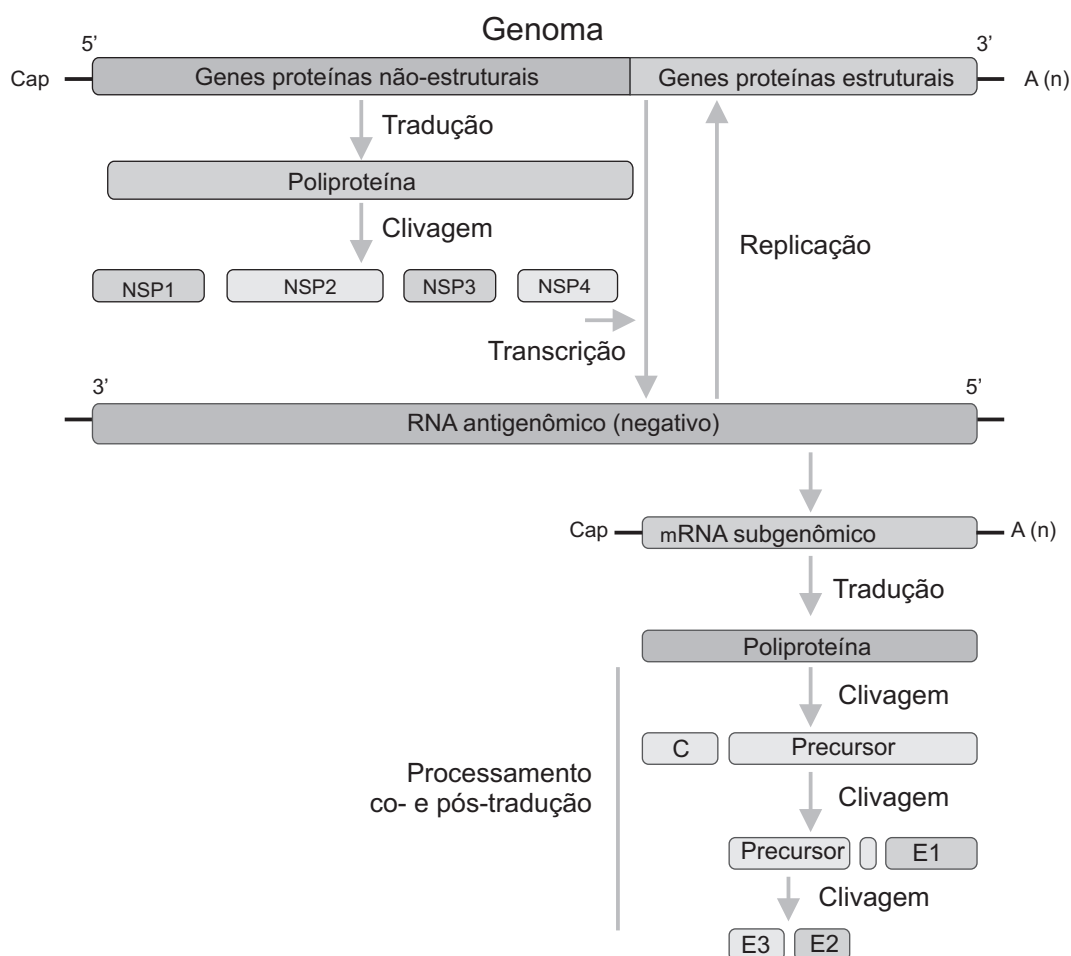 Genoma
5’
3’
Cap
Genes proteínas não-estruturais
Genes proteínas estruturais
A (n)
Tradução
Poliproteína
Clivagem
Replicação
NSP1
NSP2
NSP3
NSP4
Transcrição
3’
5’
RNA antigenômico (negativo)
Cap
mRNA subgenômico
A (n)
Tradução
Poliproteína
Clivagem
C
Precursor
Processamento
co- e pós-tradução
Clivagem
Precursor
E1
Clivagem
E3
E2